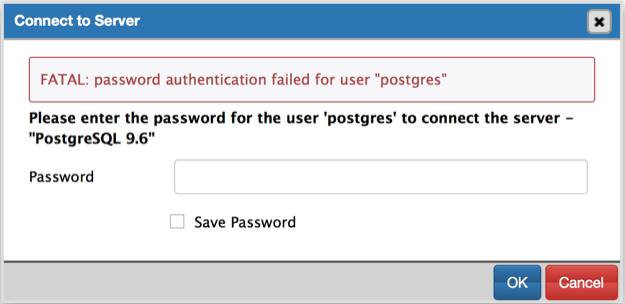 Connect to Server
FATAL: password authentication failed for user "postgres"
Please enter the password for the user 'postgres' to connect the server –
"PostgreSQL 9.6"
Password
Save Password
OK
Cancel